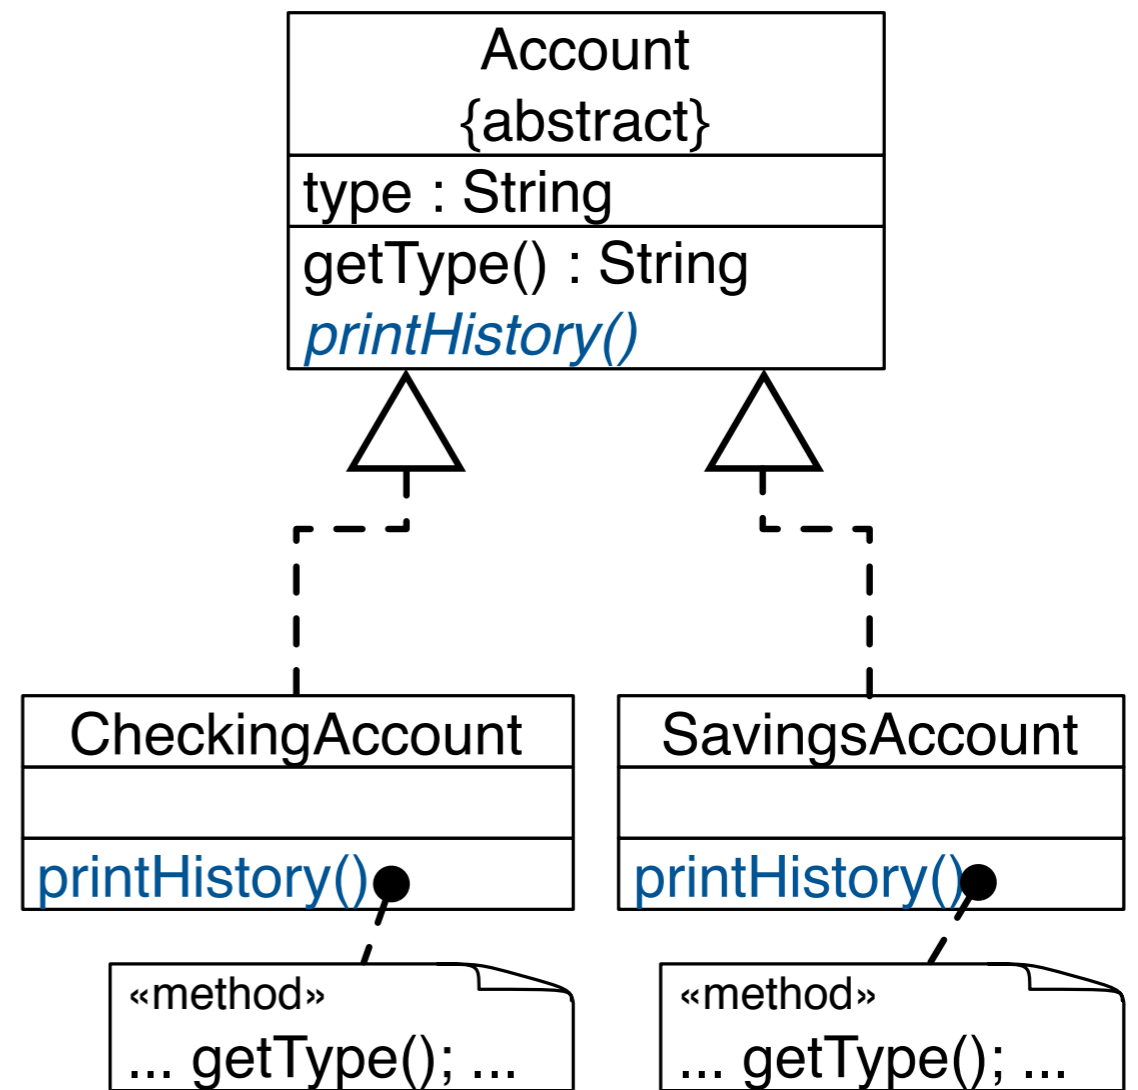 Account
{abstract}
type : String
getType() : String
printHistory()
CheckingAccount
printHistory()
«method»
... getType(); ...
SavingsAccount
printHistory()
«method»
... getType(); ...